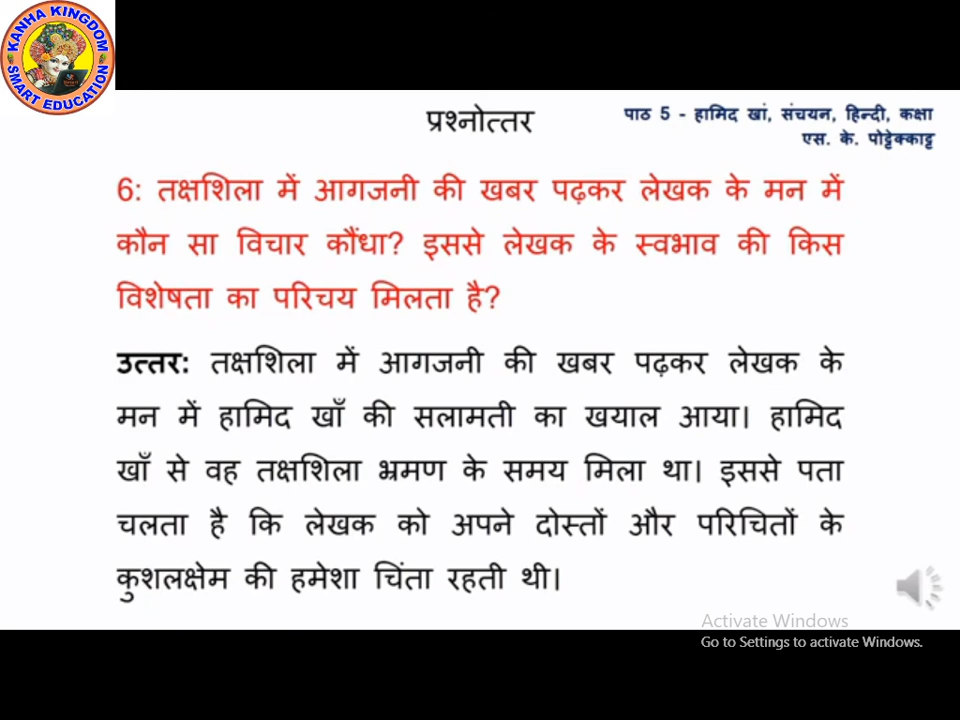 KANHA KINGDOM
SMART EDUCATION
प्रश्नोत्तर
पाठ 5 - हामिद खां, संचयन, हिन्दी, कक्षा
एस. के. पोट्टेक्काट्ट
6: तक्षशिला में आगजनी की खबर पढ़कर लेखक के मन में
कौन सा विचार कौंधा? इससे लेखक के स्वभाव की किस
विशेषता का परिचय मिलता है?
उत्तर: तक्षशिला में आगजनी की खबर पढ़कर लेखक के
मन में हामिद खाँ की सलामती का खयाल आया। हामिद
खाँ से वह तक्षशिला भ्रमण के समय मिला था। इससे पता
चलता है कि लेखक को अपने दोस्तों और परिचितों के
कुशलक्षेम की हमेशा चिंता रहती थी।
Activate Windows
Go to Settings to activate Windows.